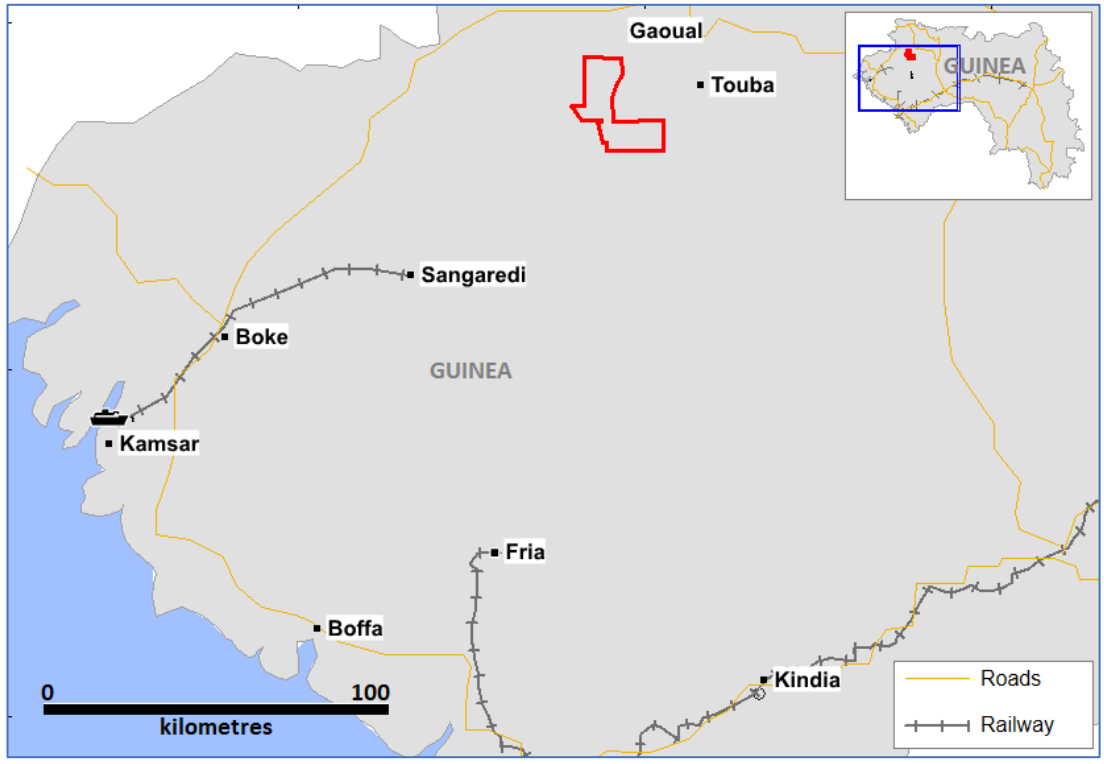 Gaoual
Touba
GUINEA
Sangaredi
Boke
GUINEA
Kamsar
Fria
Boffa
Kindia
0 100
kilometres
Roads
Railway